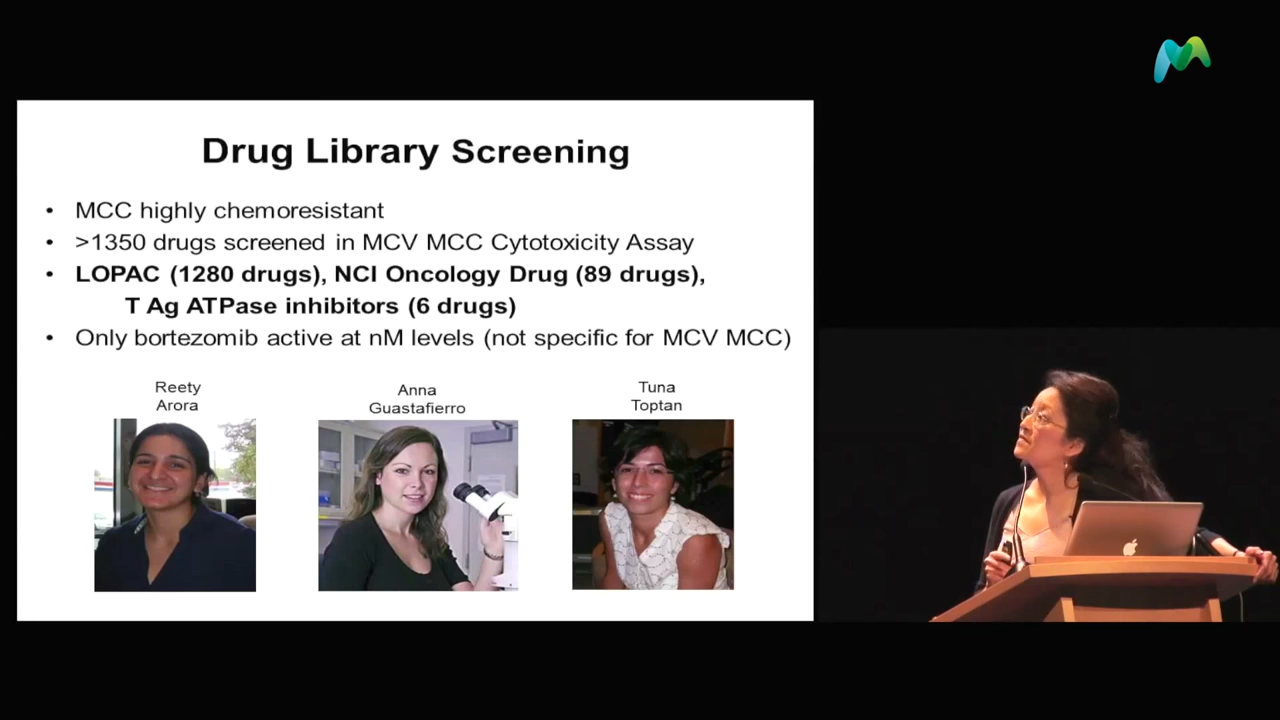 Drug Library Screening
• MCC highly chemoresistant
• >1350 drugs screened in MCV MCC Cytotoxicity Assay
• LOPAC (1280 drugs), NCI Oncology Drug (89 drugs),
T Ag ATPase inhibitors (6 drugs)
• Only bortezomib active at nM levels (not specific for MCV MCC)
Reety
Arora
Anna
Guastafierro
Tuna
Toptan